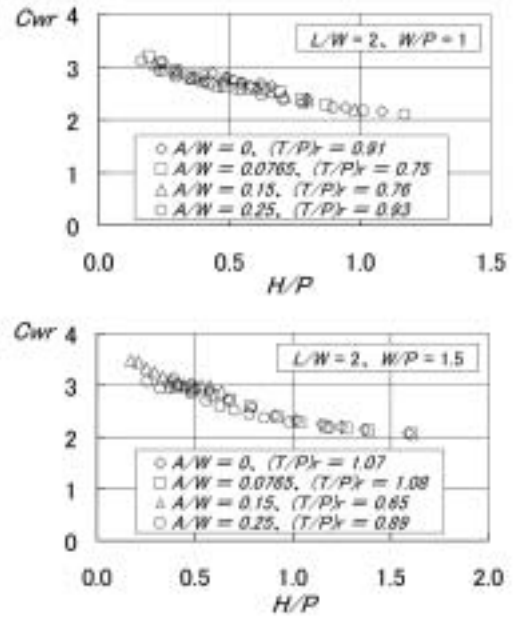 Cwr
4
3
2
1
0
L/W = 2、W/P = 1
○ A/W = 0、(T/P)r = 0.91
□ A/W = 0.0765、(T/P)r = 0.75
△ A/W = 0.15、(T/P)r = 0.76
□ A/W = 0.25、(T/P)r = 0.93
0.0 0.5 1.0 1.5
H/P
Cwr
4
3
2
1
0
L/W = 2、W/P = 1.5
○ A/W = 0、(T/P)r = 1.07
□ A/W = 0.0765、(T/P)r = 1.08
△ A/W = 0.15、(T/P)r = 0.65
○ A/W = 0.25、(T/P)r = 0.89
0.0 0.5 1.0 1.5 2.0
H/P